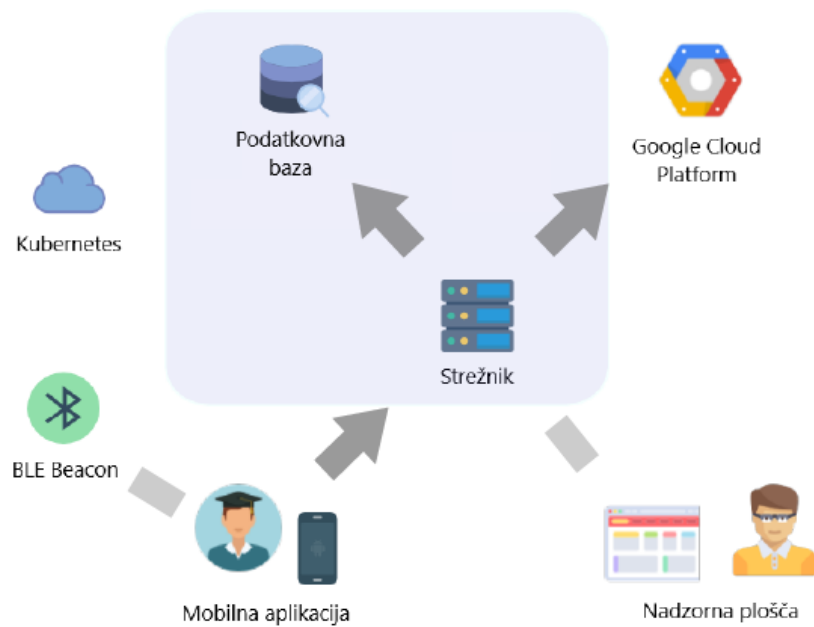 Podatkovna
baza
Google Cloud
Platform
Kubernetes
Strežnik
BLE Beacon
Mobilna aplikacija
Nadzorna plošča